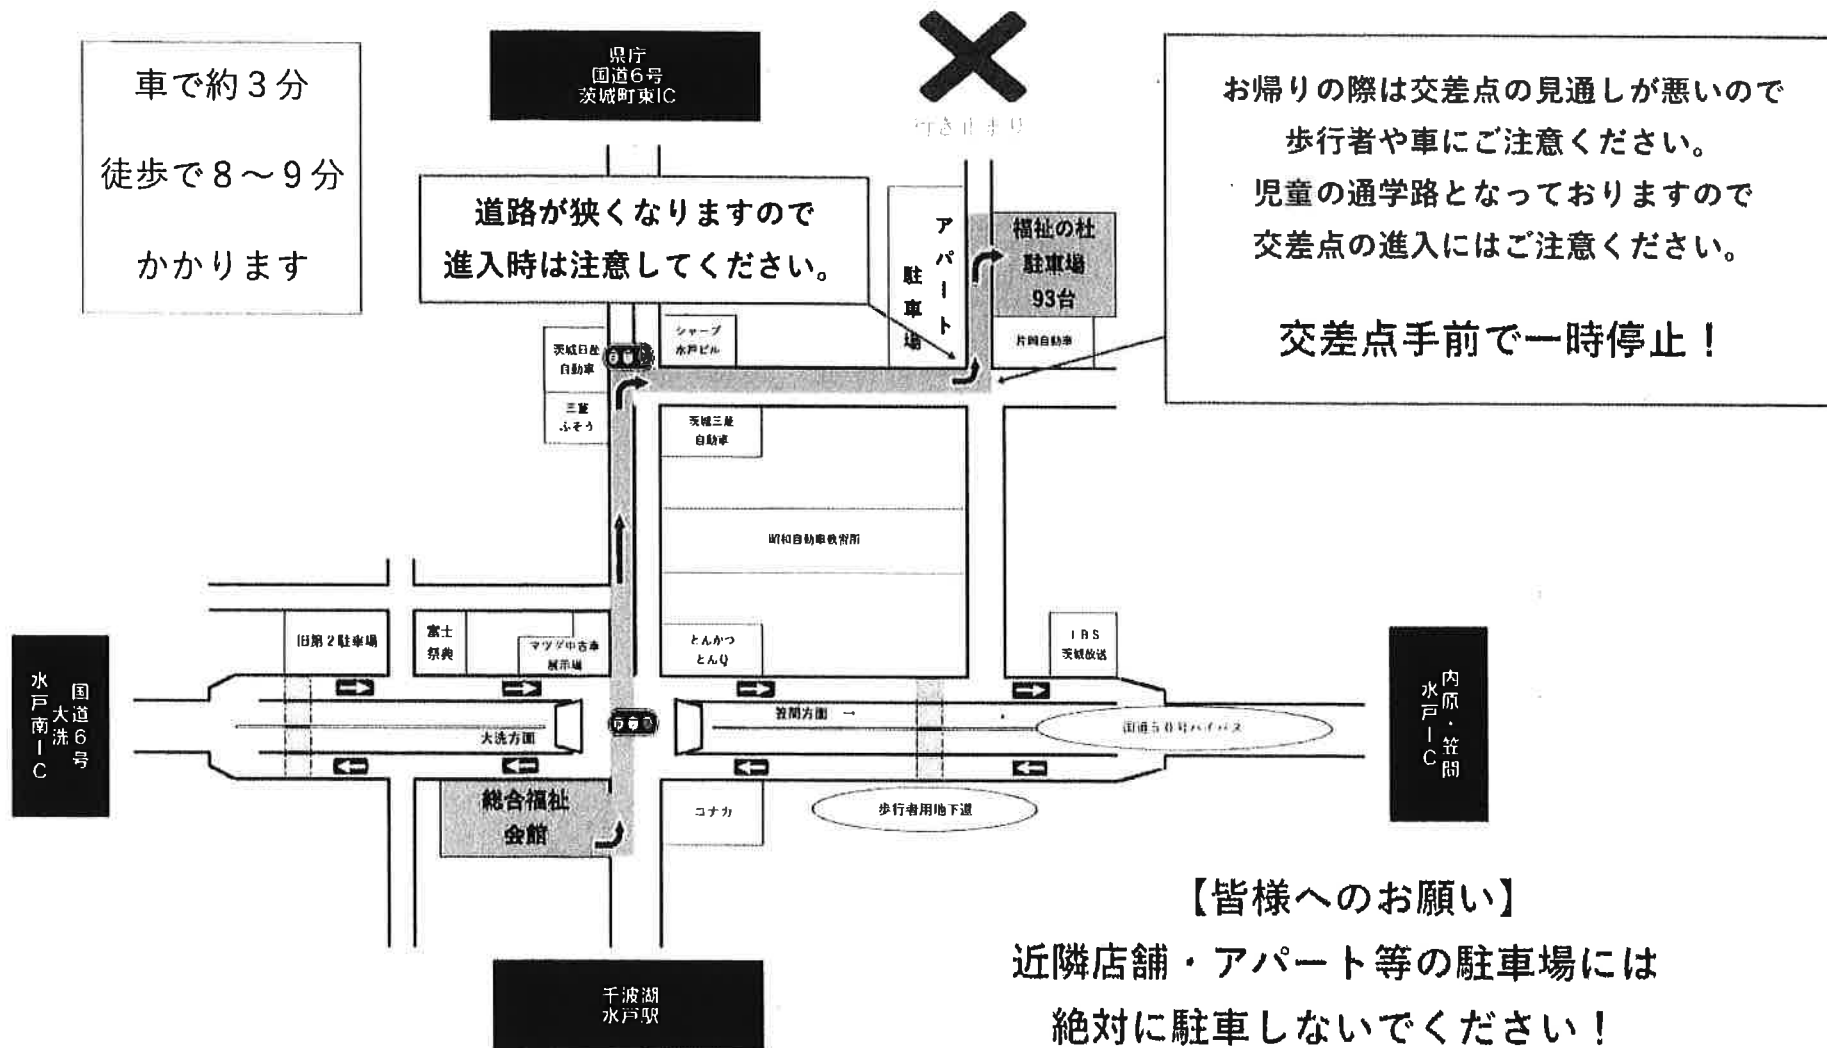 車で約3分
徒歩で8~9分
かかります
県庁
国道6号
茨城町東IC
行き止まり
お帰りの際は交差点の見通しが悪いので
歩行者や車にご注意ください。
児童の通学路となっておりますので
交差点の進入にはご注意ください。
交差点手前で一時停止!
道路が狭くなりますので
進入時は注意してください。
アパート
駐車場
福祉の杜
駐車場
93台
茨城日産
自動車
シャープ
水戸ビル
片岡自動車
三菱
ふそう
茨城三菱
自動車
昭和自動車教習所
旧第2駐車場
富士
祭典
マツダ中古車
展示場
とんかつ
とんQ
IBS
茨城放送
国道6号
大洗
水戸南IC
笠間方面 →
大洗方面
国道50号バイパス
内原・笠間
水戸IC
総合福祉
会館
コナカ
歩行者用地下道
千波湖
水戸駅
【皆様へのお願い】
近隣店舗・アパート等の駐車場には
絶対に駐車しないでください!